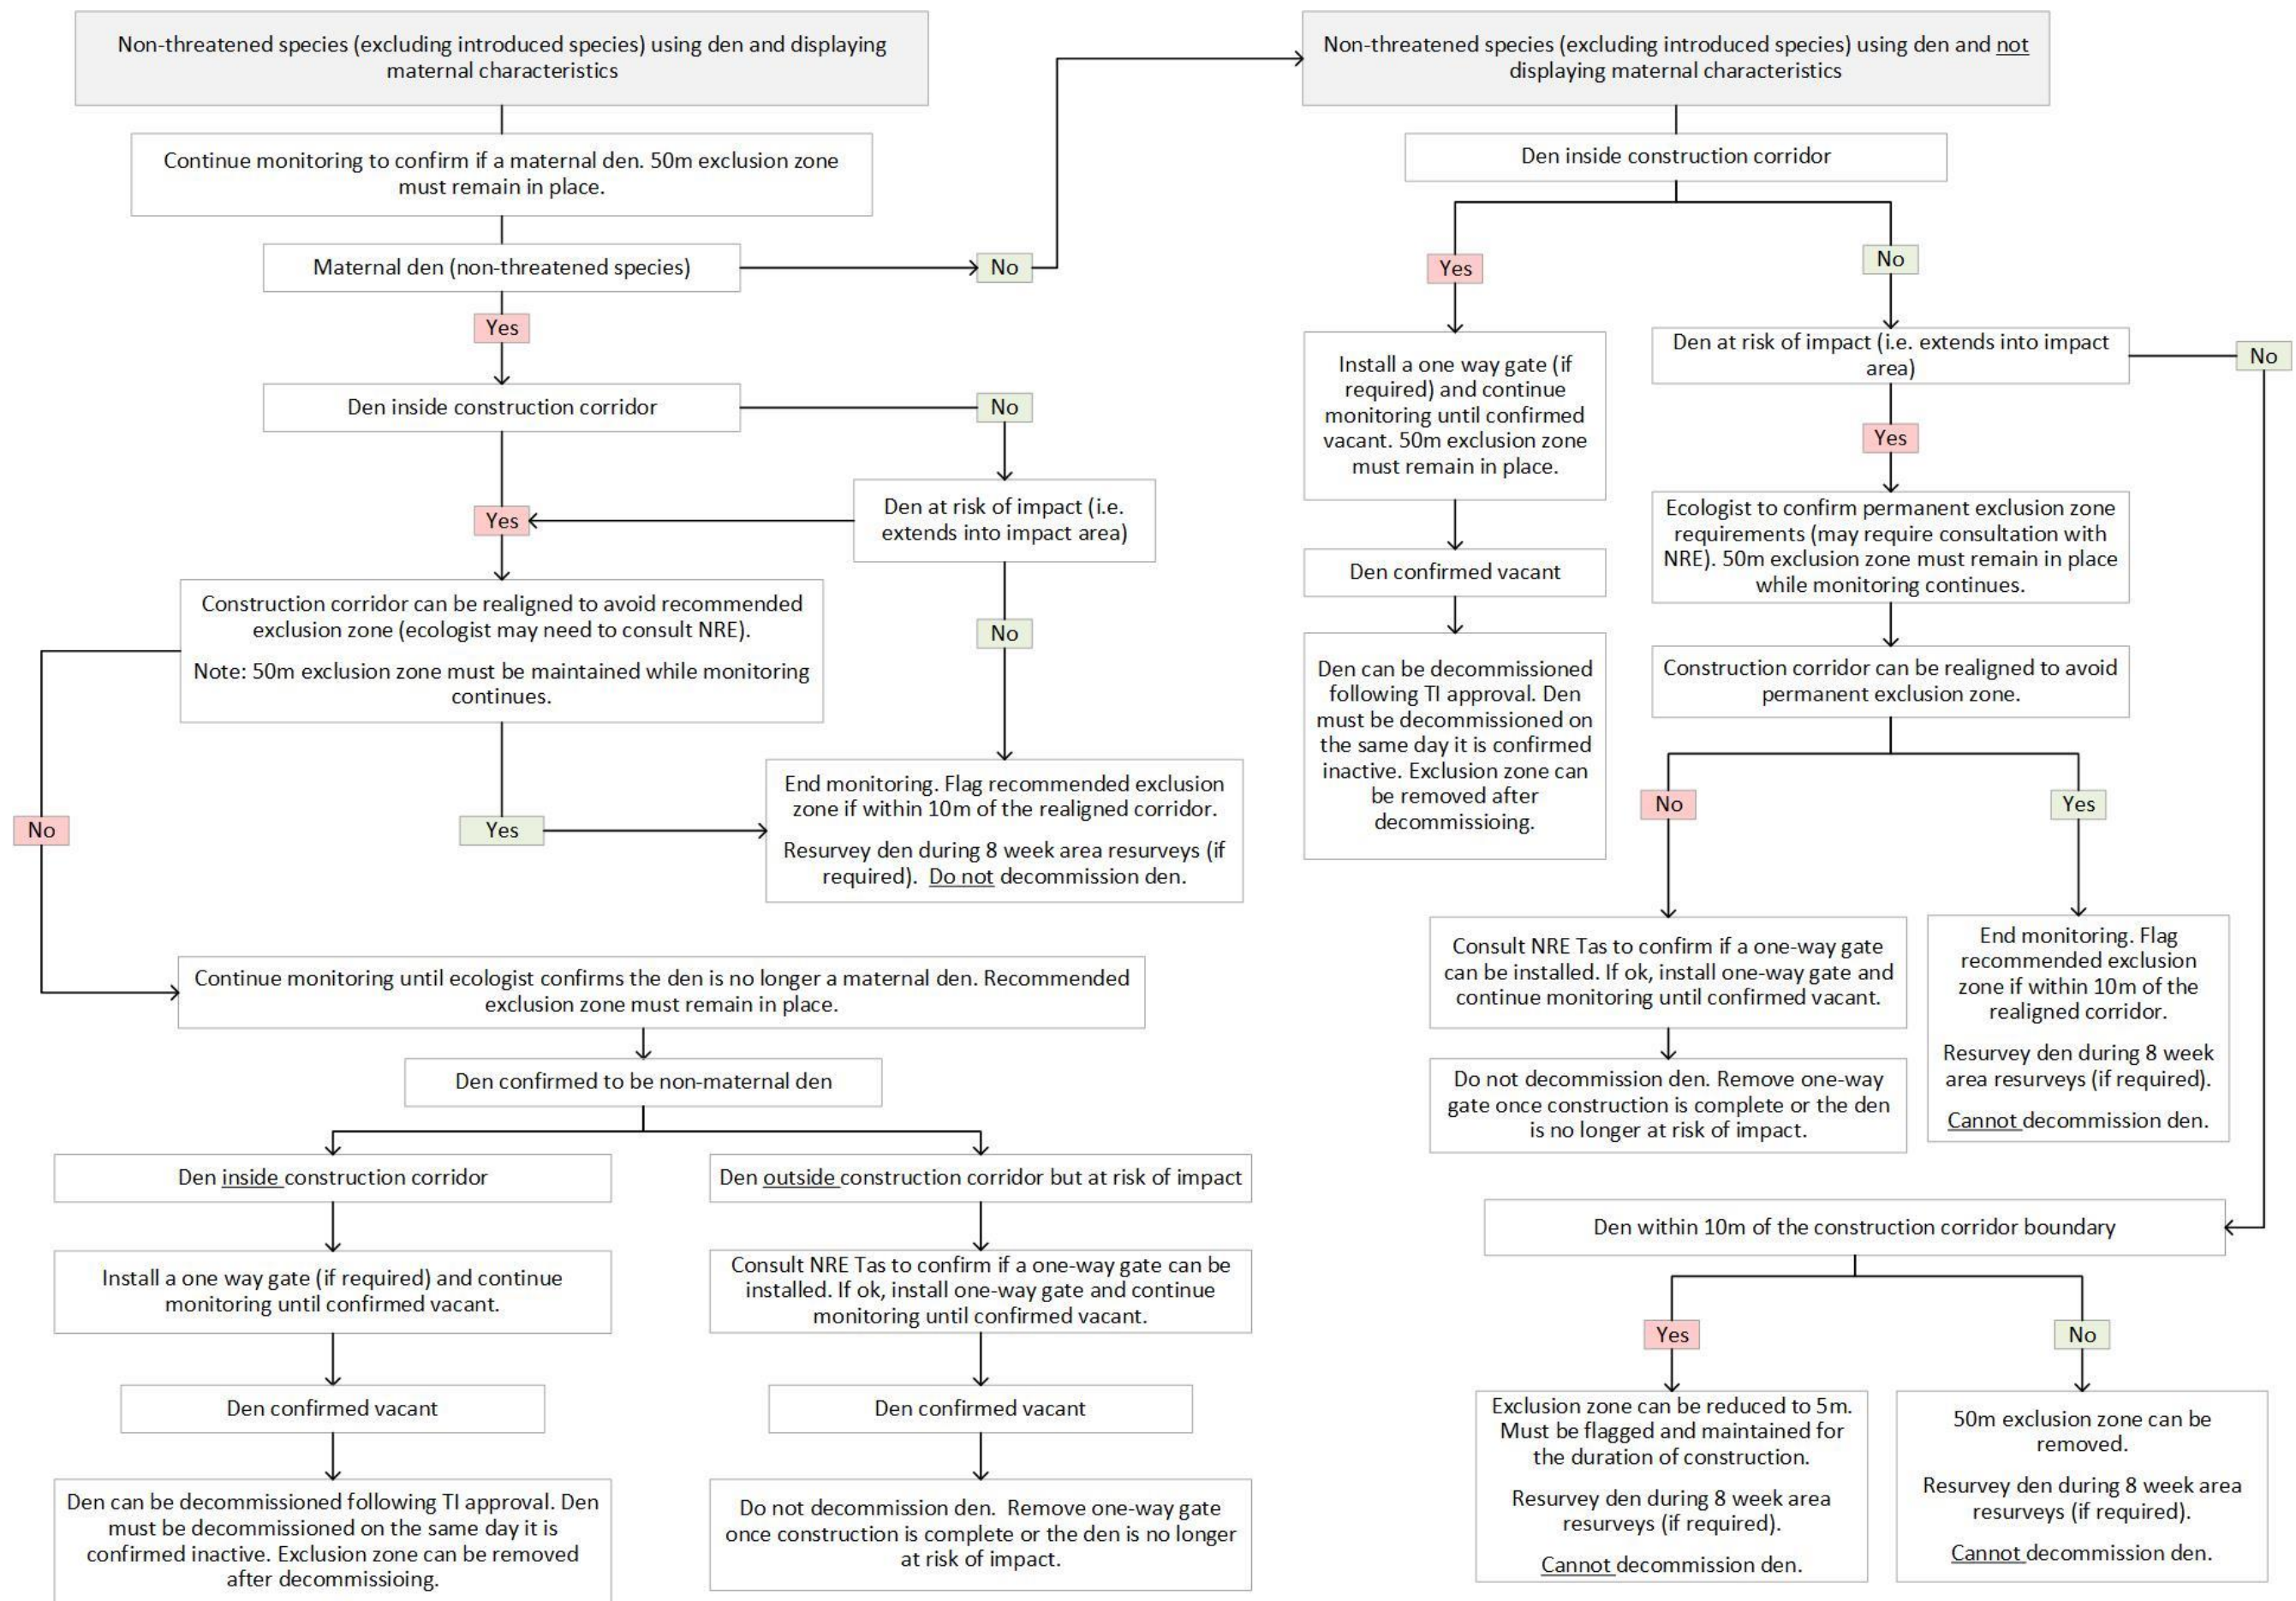 Non-threatened species (excluding introduced species) using den and displaying
maternal characteristics
Continue monitoring to confirm if a maternal den. 50m exclusion zone
must remain in place.
Maternal den (non-threatened species)
No
Yes
Den inside construction corridor
No
Den at risk of impact (i.e.
extends into impact area)
Yes
No
Construction corridor can be realigned to avoid recommended
exclusion zone (ecologist may need to consult NRE).
Note: 50m exclusion zone must be maintained while monitoring
continues.
No
Yes
End monitoring. Flag recommended exclusion
zone if within 10m of the realigned corridor.
Resurvey den during 8 week area resurveys (if
required). Do not decommission den.
Continue monitoring until ecologist confirms the den is no longer a maternal den. Recommended
exclusion zone must remain in place.
Den confirmed to be non-maternal den
Den inside construction corridor
Install a one way gate (if required) and continue
monitoring until confirmed vacant.
Den confirmed vacant
Den can be decommissioned following TI approval. Den
must be decommissioned on the same day it is
confirmed inactive. Exclusion zone can be removed
after decommissioing.
Den outside construction corridor but at risk of impact
Consult NRE Tas to confirm if a one-way gate can be
installed. If ok, install one-way gate and continue
monitoring until confirmed vacant.
Den confirmed vacant
Do not decommission den. Remove one-way gate
once construction is complete or the den is no longer
at risk of impact.
Non-threatened species (excluding introduced species) using den and not
displaying maternal characteristics
Den inside construction corridor
Yes
No
Install a one way gate (if
required) and continue
monitoring until confirmed
vacant. 50m exclusion zone
must remain in place.
Den confirmed vacant
Den can be decommissioned
following TI approval. Den
must be decommissioned on
the same day it is confirmed
inactive. Exclusion zone can
be removed after
decommissioing.
Den at risk of impact (i.e. extends into impact
area)
No
Yes
Ecologist to confirm permanent exclusion zone
requirements (may require consultation with
NRE). 50m exclusion zone must remain in place
while monitoring continues.
Construction corridor can be realigned to avoid
permanent exclusion zone.
No
Yes
Consult NRE Tas to confirm if a one-way gate
can be installed. If ok, install one-way gate and
continue monitoring until confirmed vacant.
Do not decommission den. Remove one-way
gate once construction is complete or the den
is no longer at risk of impact.
End monitoring. Flag
recommended exclusion
zone if within 10m of the
realigned corridor.
Resurvey den during 8 week
area resurveys (if required).
Cannot decommission den.
Den within 10m of the construction corridor boundary
Yes
No
Exclusion zone can be reduced to 5m.
Must be flagged and maintained for
the duration of construction.
Resurvey den during 8 week area
resurveys (if required).
Cannot decommission den.
50m exclusion zone can be
removed.
Resurvey den during 8 week area
resurveys (if required).
Cannot decommission den.